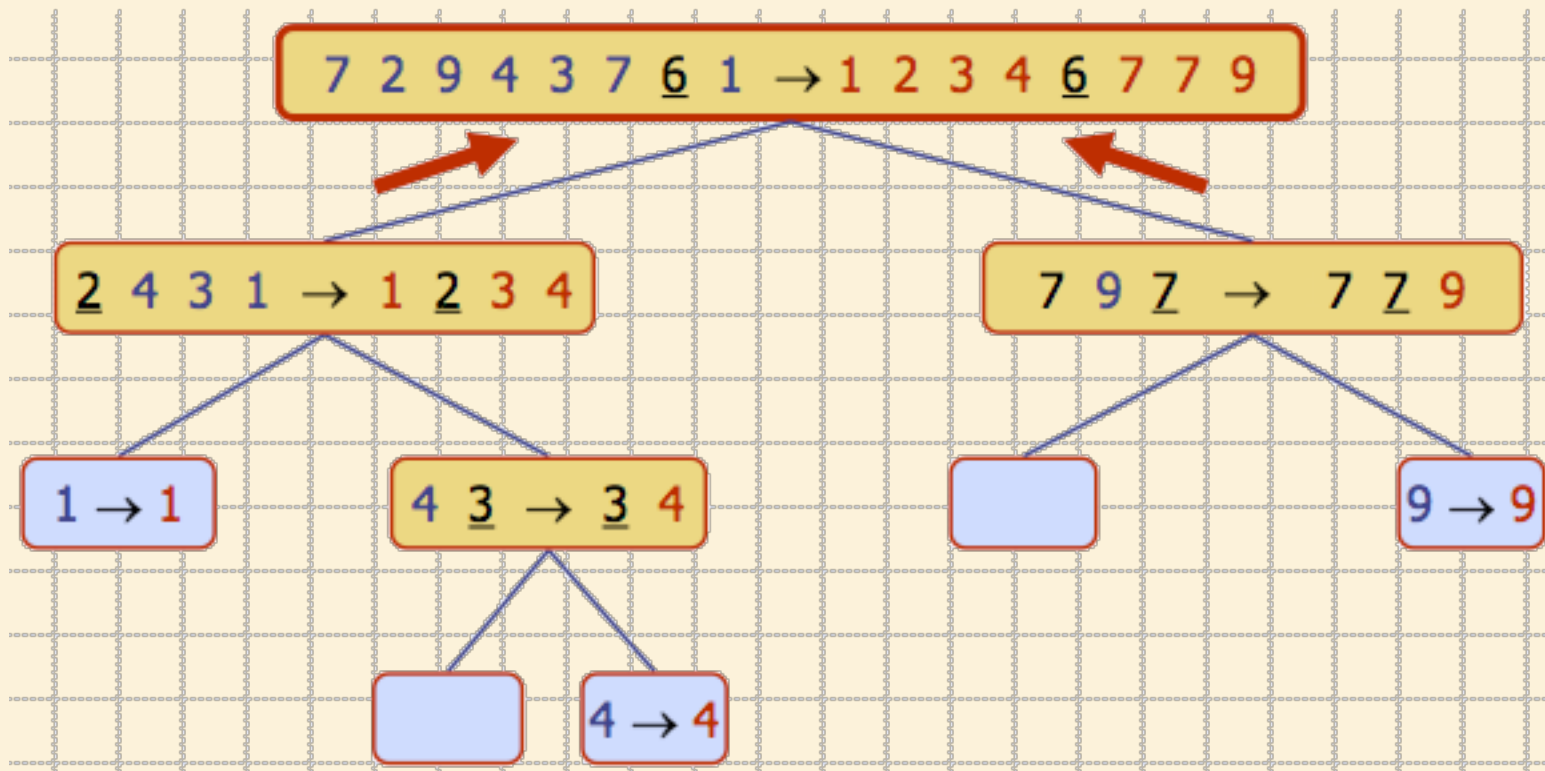 7 2 9 4 3 7 6 1 → 1 2 3 4 6 7 7 9
2 4 3 1 → 1 2 3 4
7 9 7 → 7 7 9
1 → 1
4 3 → 3 4
9 → 9
4 → 4